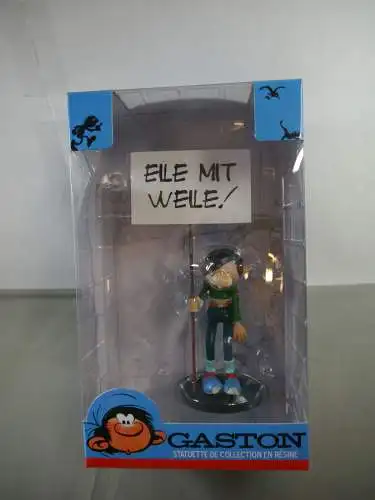 EILE MIT
WEILE!
GASTON
STATUETTE DE COLLECTION EN RÉSINE